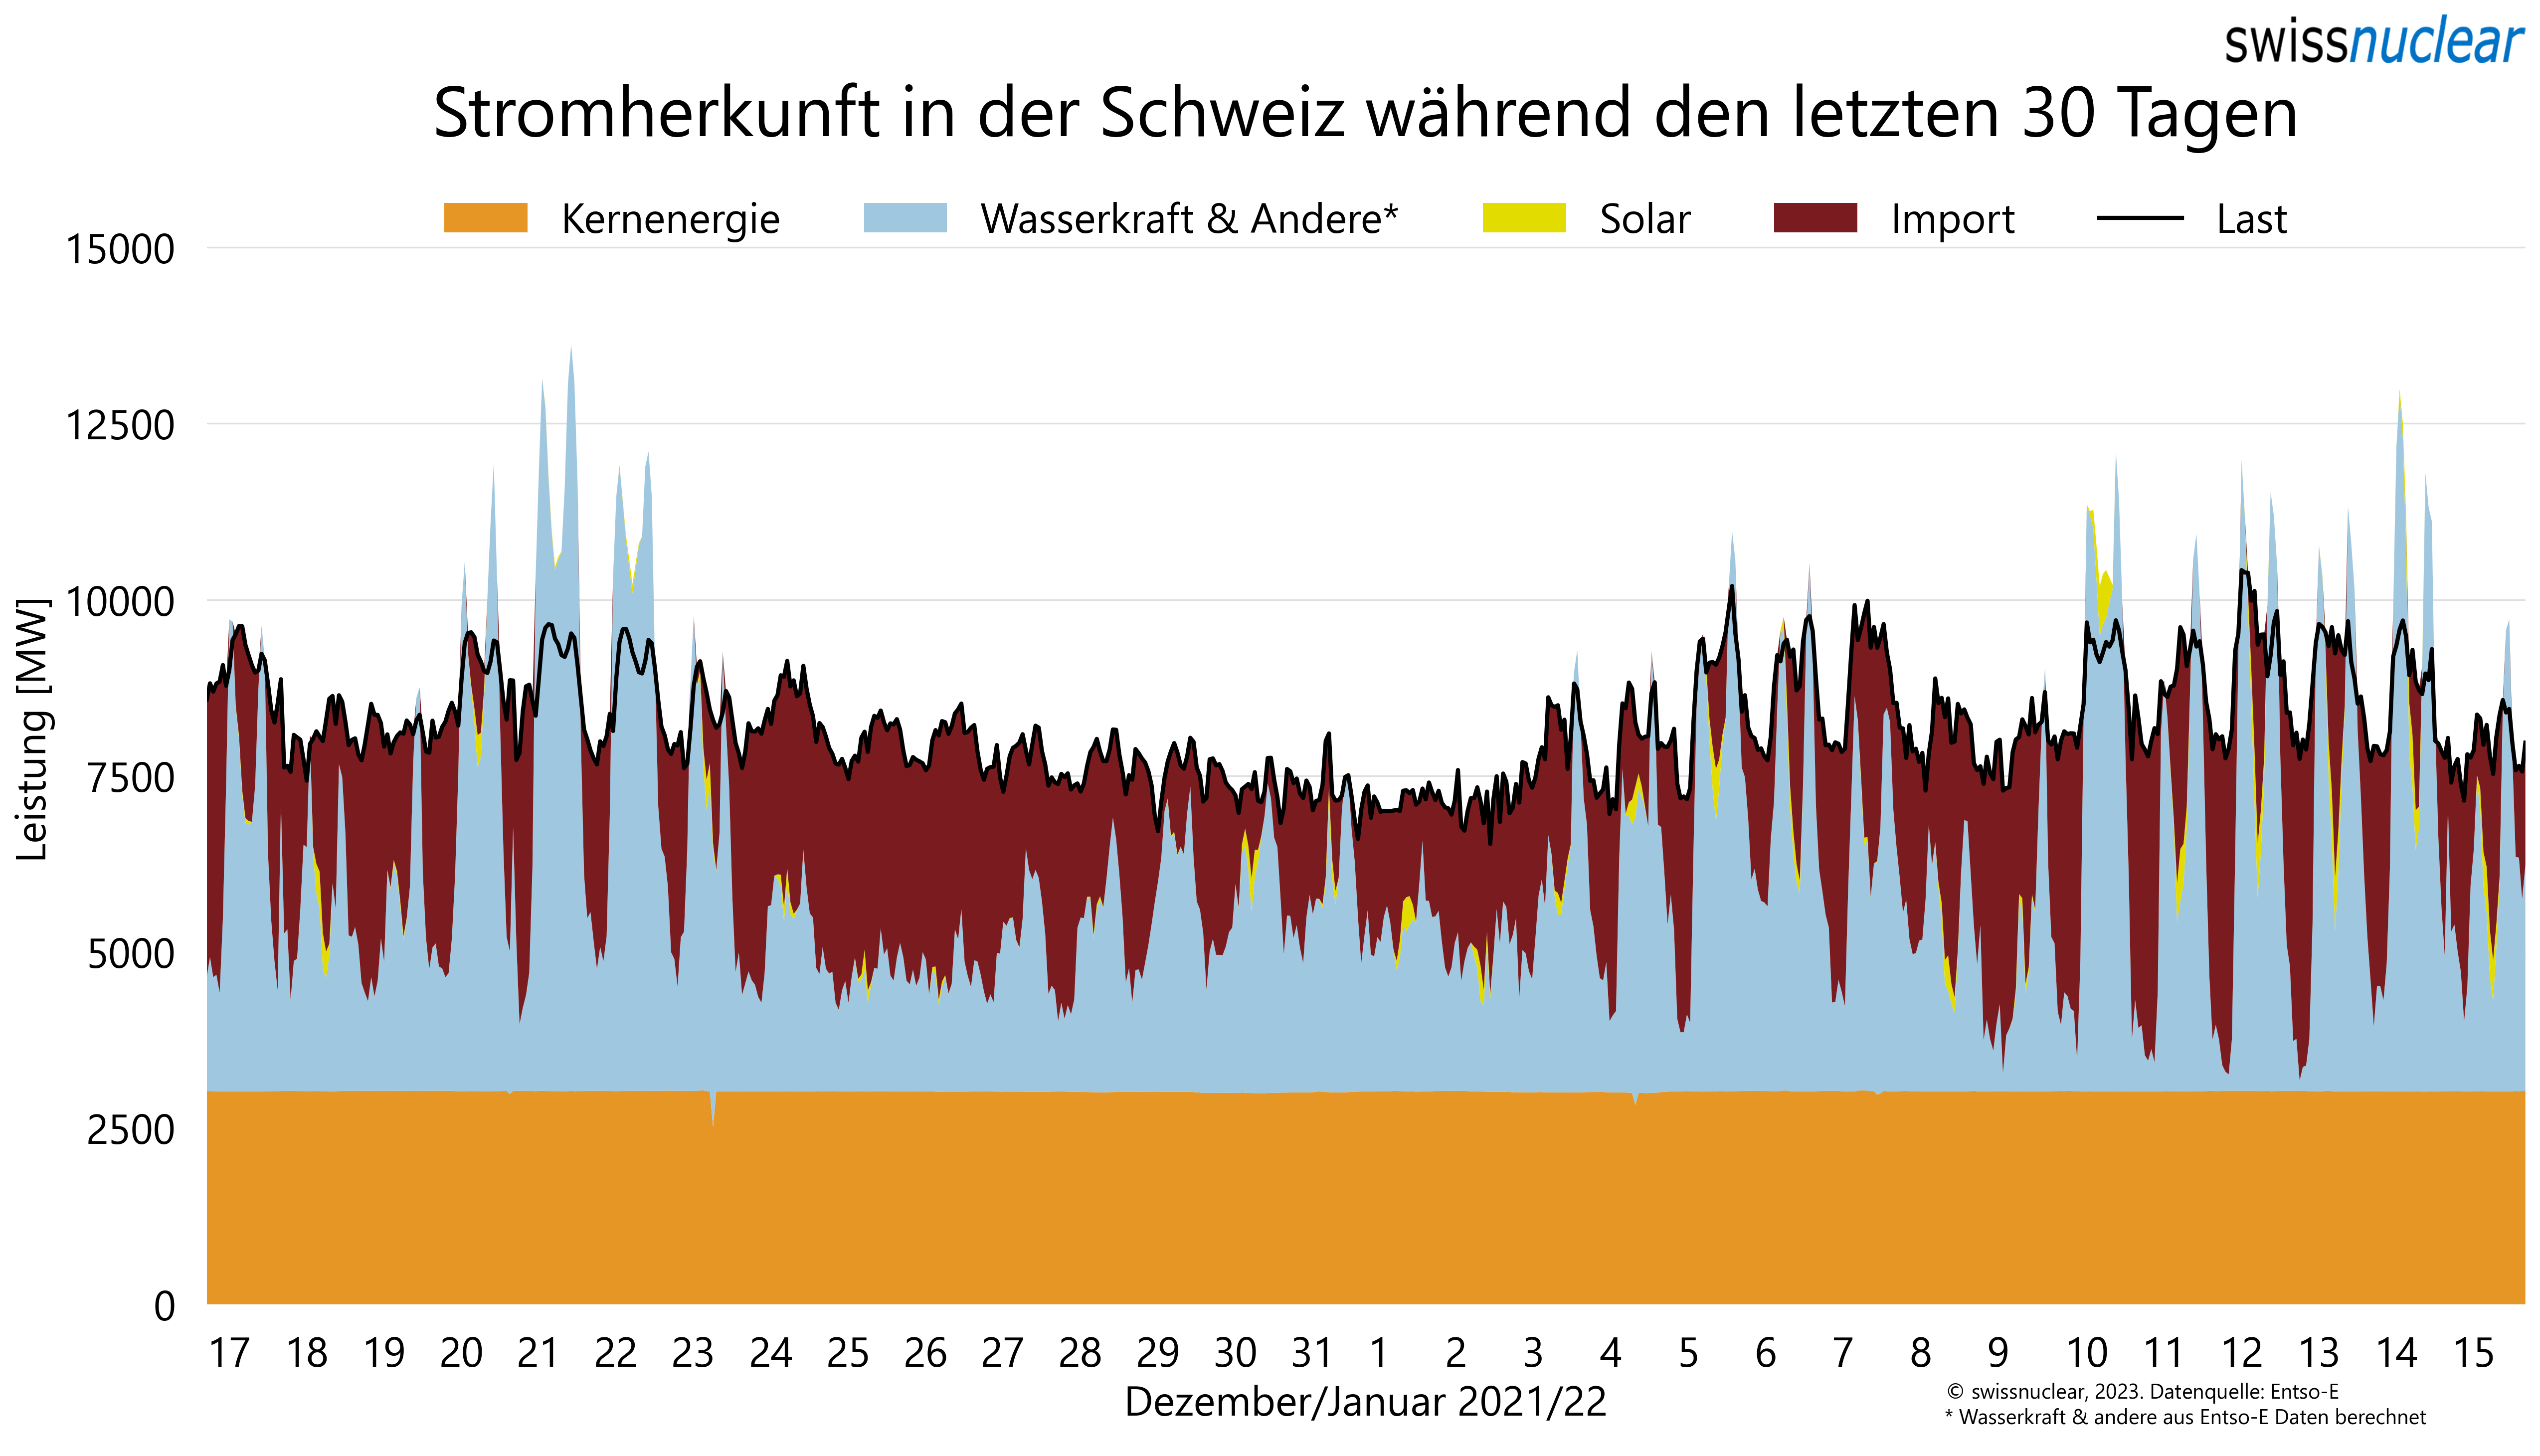 swissnuclear
Stromherkunft in der Schweiz während den letzten 30 Tagen
Kernenergie Wasserkraft & Andere* Solar Import Last
15000
12500
10000
7500
5000
2500
0
Leistung [MW]
17 18 19 20 21 22 23 24 25 26 27 28 29 30 31 1 2 3 4 5 6 7 8 9 10 11 12 13 14 15
Dezember/Januar 2021/22
© swissnuclear, 2023. Datenquelle: Entso-E
* Wasserkraft & andere aus Entso-E Daten berechnet